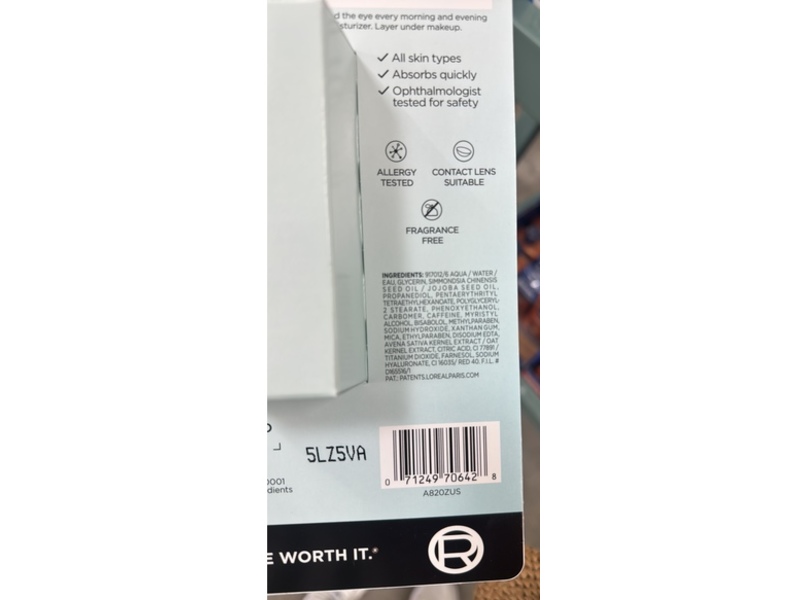 the eye every morning and evening
Layer under makeup.
✓ All skin types
✓ Absorbs quickly
✓ Ophthalmologist
tested for safety
ALLERGY
TESTED
CONTACT LENS
SUITABLE
FRAGRANCE
FREE
INGREDIENTS: 917012/6 AQUA / WATER /
EAU, GLYCERIN, SIMMONDSIA CHINENSIS
SEED OIL / JOJOBA SEED OIL,
PROPANEDIOL, PENTAERYTHRITYL
TETRAETHYLHEXANOATE, POLYGLYCERYL-
2 STEARATE, PHENOXYETHANOL,
CARBOMER, CAFFEINE, MYRISTYL
ALCOHOL, BISABOLOL, METHYLPARABEN,
SODIUM HYDROXIDE, XANTHAN GUM,
MICA, ETHYLPARABEN, DISODIUM EDTA,
AVENA SATIVA KERNEL EXTRACT / OAT
KERNEL EXTRACT, CITRIC ACID, CI 77891 /
TITANIUM DIOXIDE, FARNESOL, SODIUM
HYALURONATE, CI 16035/ RED 40. F.I.L. #
D165516/1
PAT.: PATENTS.LOREALPARIS.COM
5LZ5VA
0 71249 70642 8
A820ZUS
0001
dients
WORTH IT.®
R